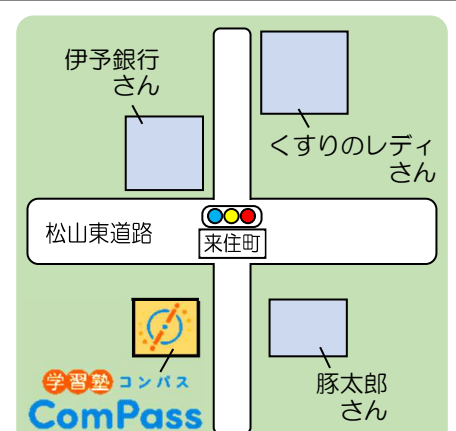 伊予銀行
さん
くすりのレディ
さん
松山東道路
来住町
学習塾コンパス
ComPass
豚太郎
さん